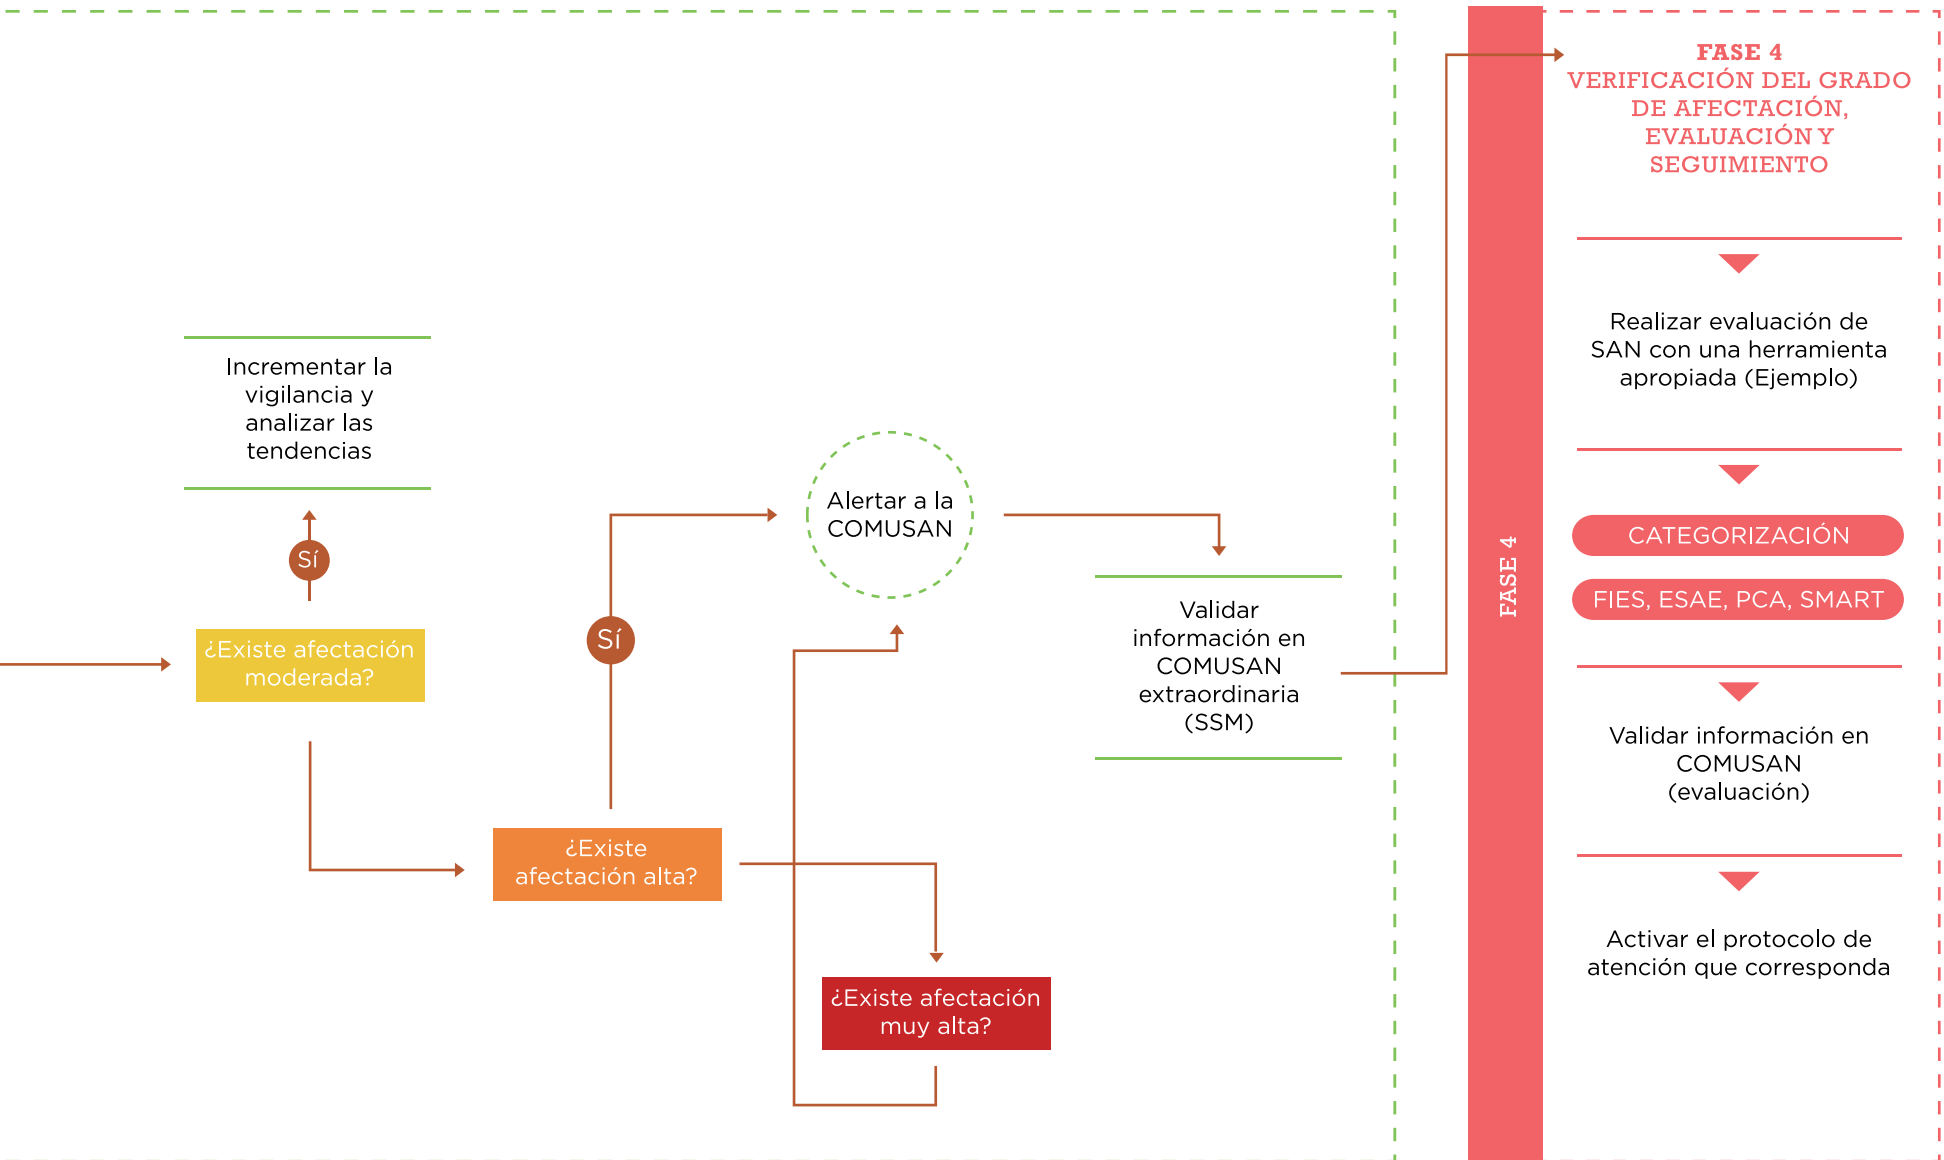 Incrementar la
vigilancia y
analizar las
tendencias
Sí
¿Existe afectación
moderada?
Sí
¿Existe
afectación alta?
Alertar a la
COMUSAN
¿Existe afectación
muy alta?
Validar
información en
COMUSAN
extraordinaria
(SSM)
FASE 4
FASE 4
VERIFICACIÓN DEL GRADO
DE AFECTACIÓN,
EVALUACIÓN Y
SEGUIMIENTO
Realizar evaluación de
SAN con una herramienta
apropiada (Ejemplo)
CATEGORIZACIÓN
FIES, ESAE, PCA, SMART
Validar información en
COMUSAN
(evaluación)
Activar el protocolo de
atención que corresponda